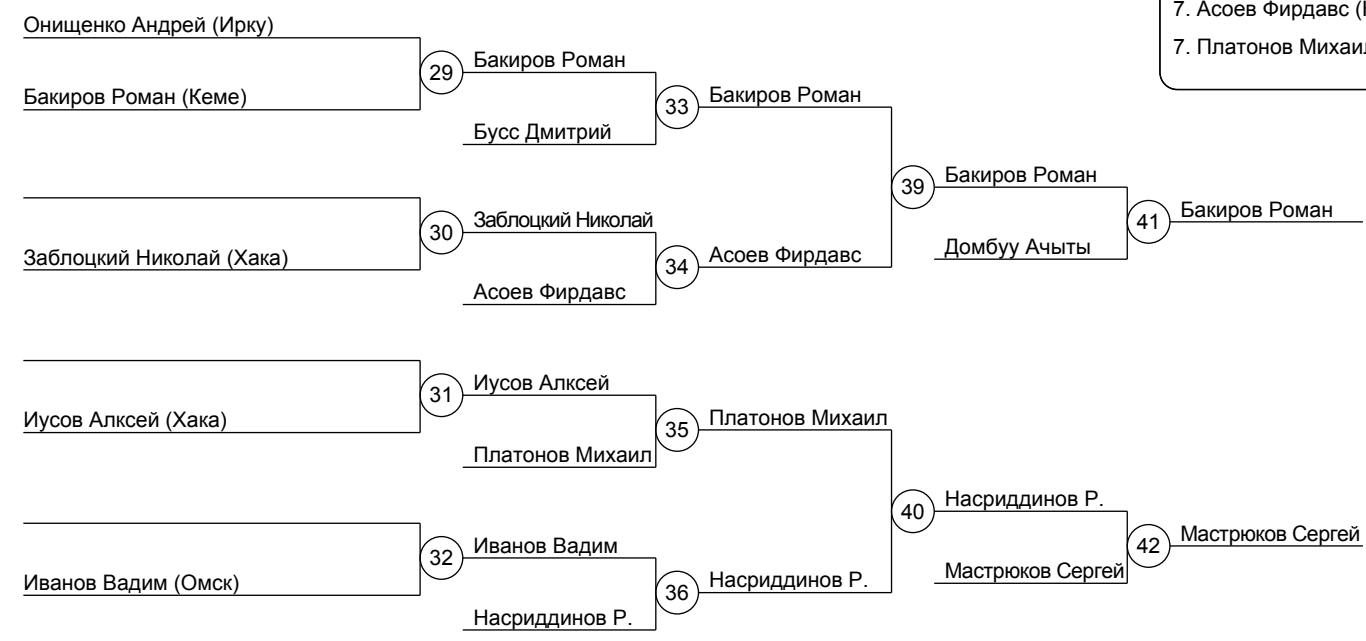 7. Асоев Фирдавс
7. Платонов Михаил
Онищенко Андрей (Ирку)
29
Бакиров Роман
Бакиров Роман (Кеме)
33
Бакиров Роман
Бусс Дмитрий
39
Бакиров Роман
30
Заблоцкий Николай
41
Бакиров Роман
Заблоцкий Николай (Хака)
34
Асоев Фирдавс
Домбуу Ачыты
Асоев Фирдавс
31
Иусов Алксей
Иусов Алксей (Хака)
35
Платонов Михаил
Платонов Михаил
40
Насриддинов Р.
32
Иванов Вадим
42
Мастрюков Сергей
Иванов Вадим (Омск)
36
Насриддинов Р.
Мастрюков Сергей
Насриддинов Р.